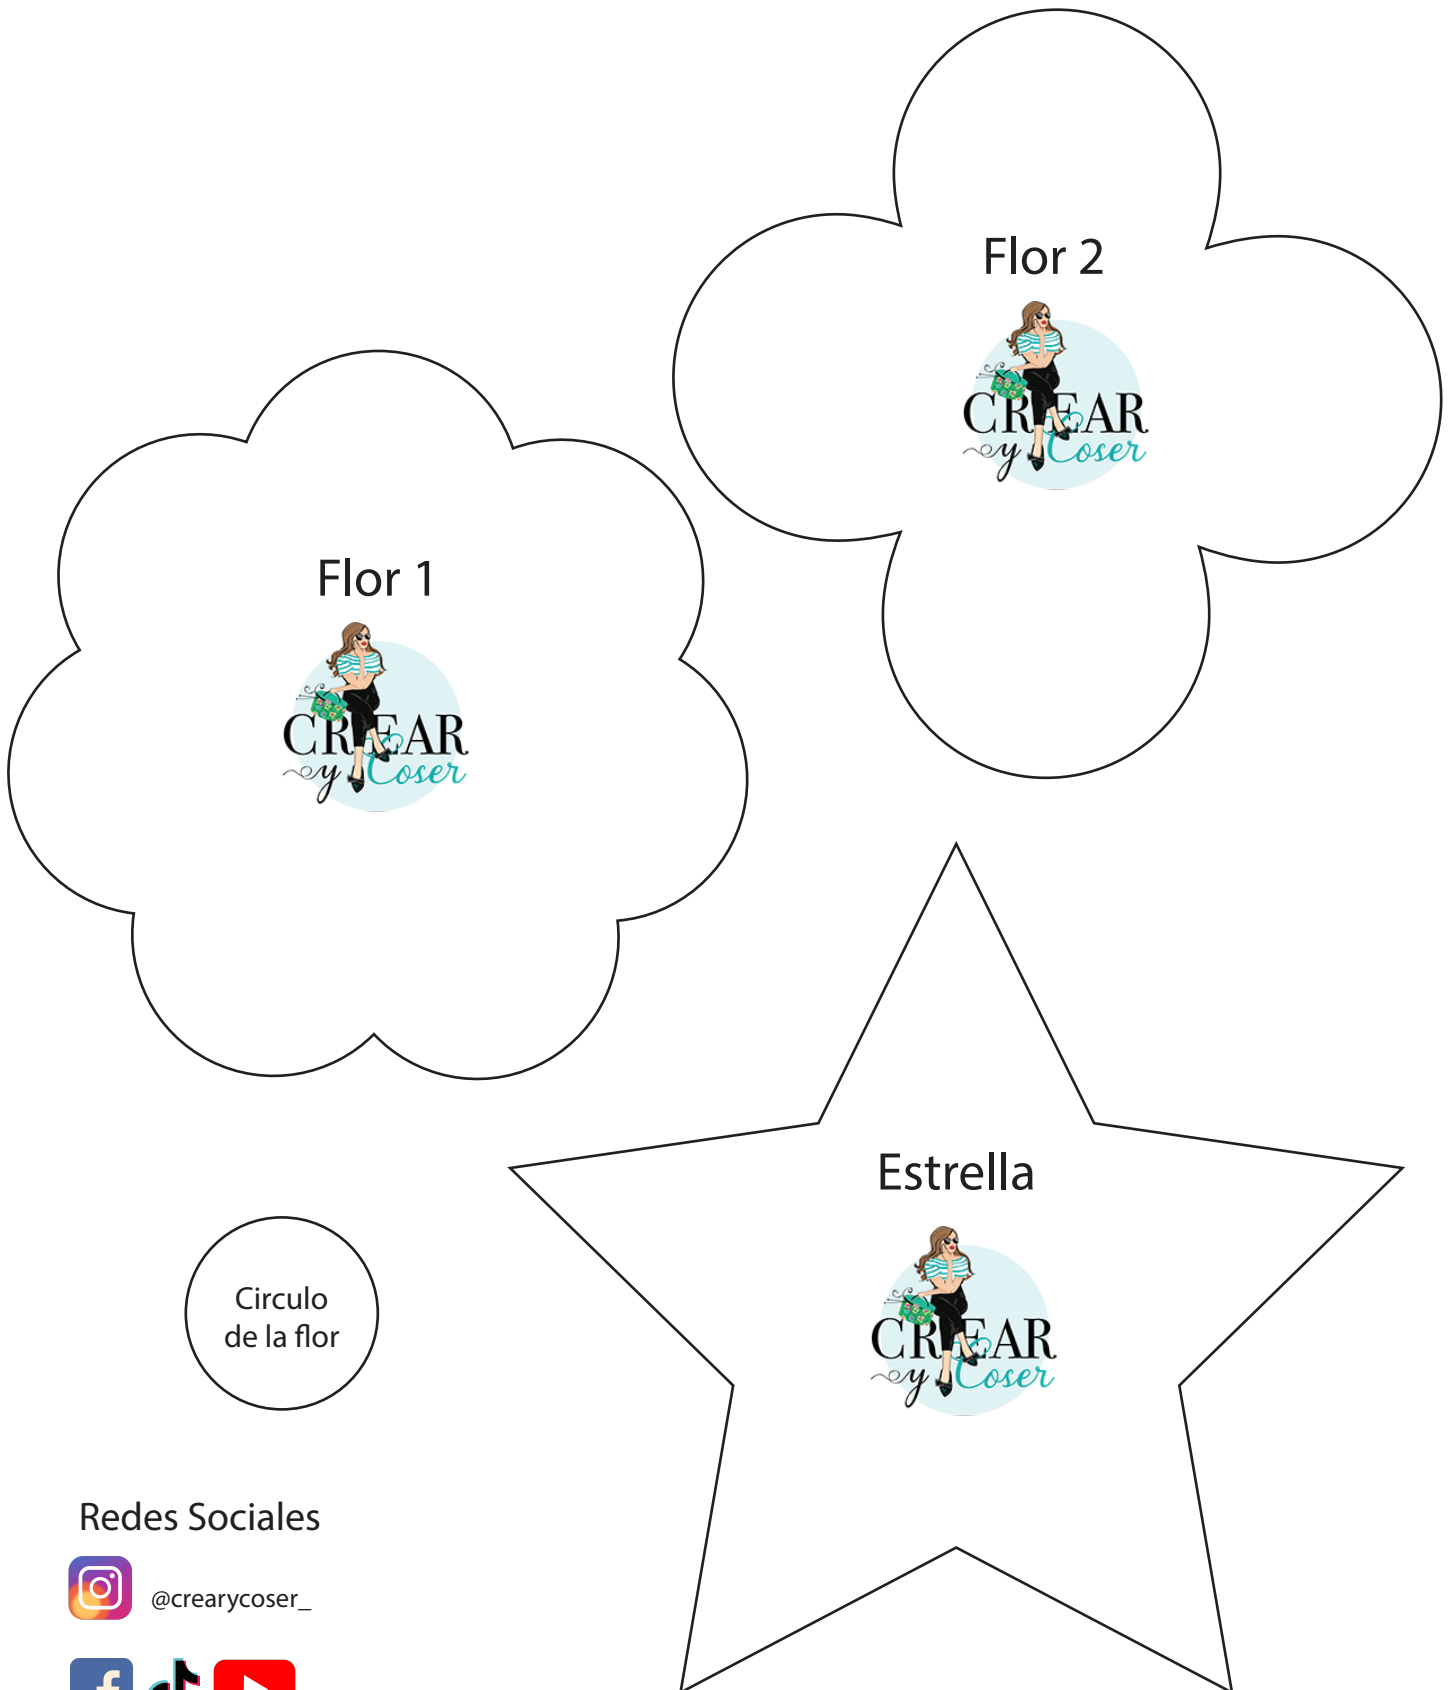 Flor 2
CREAR
y Coser
Flor 1
CREAR
y Coser
Estrella
CREAR
y Coser
Circulo
de la flor
Redes Sociales
@crearycoser_